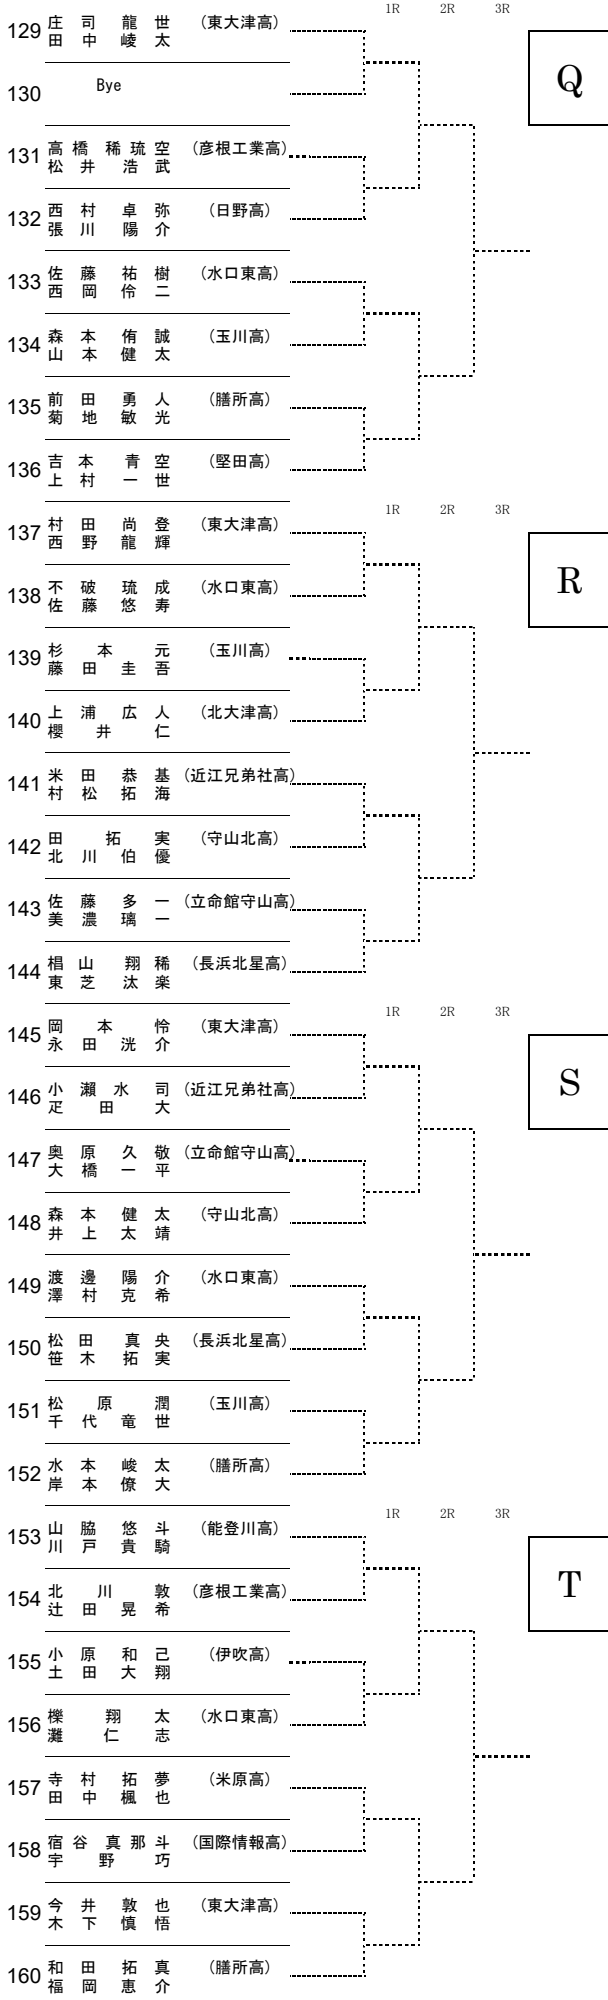 1R 2R 3R
Q
129 庄司龍世 (東大津高)
田中崚太
130 Bye
131 高橋稀琉空 (彦根工業高)
松井浩武
132 西村卓弥 (日野高)
張川陽介
133 佐藤祐樹 (水口東高)
西岡伶二
134 森本侑誠 (玉川高)
山本健太
135 前田勇人 (膳所高)
菊地敏光
136 吉本青空 (堅田高)
上村一世
1R 2R 3R
R
137 村田尚登 (東大津高)
西野龍輝
138 不破琉成 (水口東高)
佐藤悠寿
139 杉本元 (玉川高)
藤田圭吾
140 上浦広人 (北大津高)
櫻井仁
141 米田恭基 (近江兄弟社高)
村松拓海
142 田拓実 (守山北高)
北川伯優
143 佐藤多一 (立命館守山高)
美濃璃一
144 椙山翔稀 (長浜北星高)
東芝汰楽
1R 2R 3R
S
145 岡本怜 (東大津高)
永田洸介
146 小瀬水司 (近江兄弟社高)
疋田大
147 奥原久敬 (立命館守山高)
大橋一平
148 森本健太 (守山北高)
井上太靖
149 渡邊陽介 (水口東高)
澤村克希
150 松田真央 (長浜北星高)
笹木拓実
151 松原潤 (玉川高)
千代竜世
152 水本峻太 (膳所高)
岸本僚大
1R 2R 3R
T
153 山脇悠斗 (能登川高)
川戸貴騎
154 北川敦 (彦根工業高)
辻田晃希
155 小原和己 (伊吹高)
土田大翔
156 櫟翔太 (水口東高)
灘仁志
157 寺村拓夢 (米原高)
田中楓也
158 宿谷真那斗 (国際情報高)
宇野巧
159 今井敦也 (東大津高)
木下慎悟
160 和田拓真 (膳所高)
福岡恵介